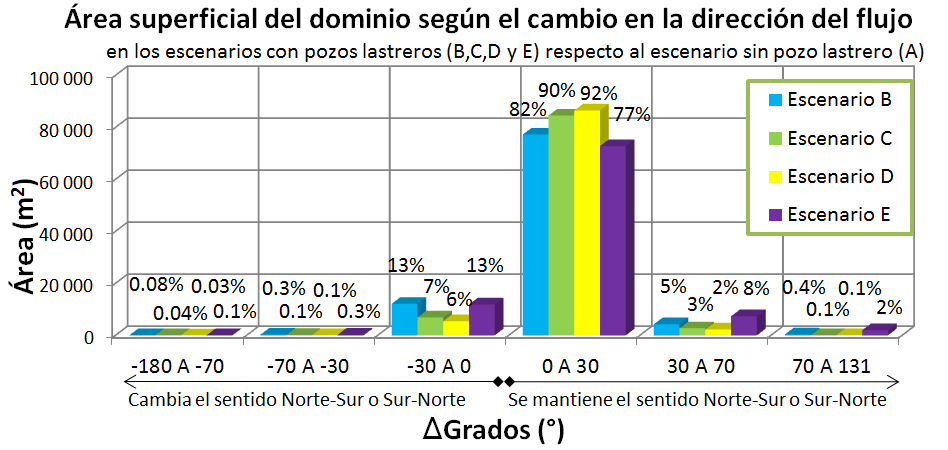 Área superficial del dominio según el cambio en la dirección del flujo
en los escenarios con pozos lastreros (B,C,D y E) respecto al escenario sin pozo lastrero (A)
Área (m²)
100 000
80 000
60 000
40 000
20 000
0
0.08%
0.04%
0.03%
0.1%
0.3%
0.1%
0.1%
0.3%
13%
7%
6%
13%
82%
90%
92%
77%
5%
3%
2%
8%
0.4%
0.1%
0.1%
2%
Escenario B
Escenario C
Escenario D
Escenario E
-180 A -70
-70 A -30
-30 A 0
0 A 30
30 A 70
70 A 131
Cambia el sentido Norte-Sur o Sur-Norte
Se mantiene el sentido Norte-Sur o Sur-Norte
ΔGrados (°)